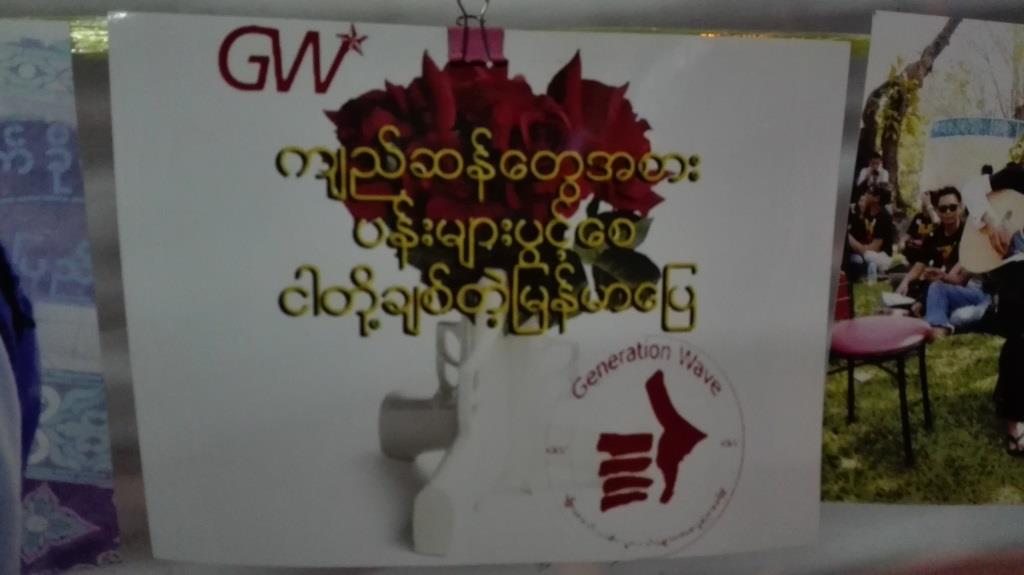 GW
ကျည်ဆန်တွေအစား
ပန်းများပွင့်စေ
ငါတို့ချစ်တဲ့မြန်မာပြေ
Generation Wave